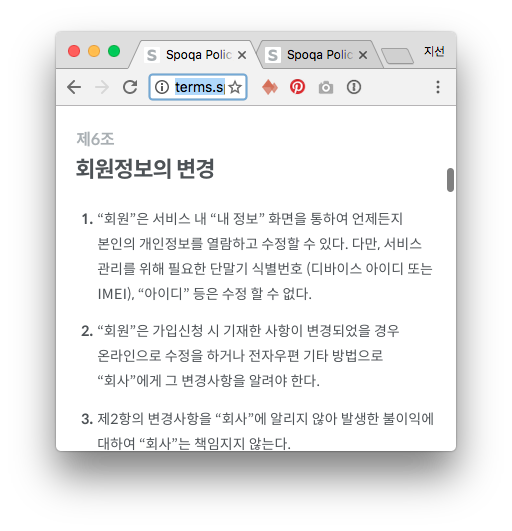 Spoqa Polic
Spoqa Polic
지선
terms.s
제6조
회원정보의 변경
1. “회원”은 서비스 내 “내 정보” 화면을 통하여 언제든지
본인의 개인정보를 열람하고 수정할 수 있다. 다만, 서비스
관리를 위해 필요한 단말기 식별번호 (디바이스 아이디 또는
IMEI), “아이디” 등은 수정 할 수 없다.
2. “회원”은 가입신청 시 기재한 사항이 변경되었을 경우
온라인으로 수정을 하거나 전자우편 기타 방법으로
“회사”에게 그 변경사항을 알려야 한다.
3. 제2항의 변경사항을 “회사”에 알리지 않아 발생한 불이익에
대하여 “회사”는 책임지지 않는다.